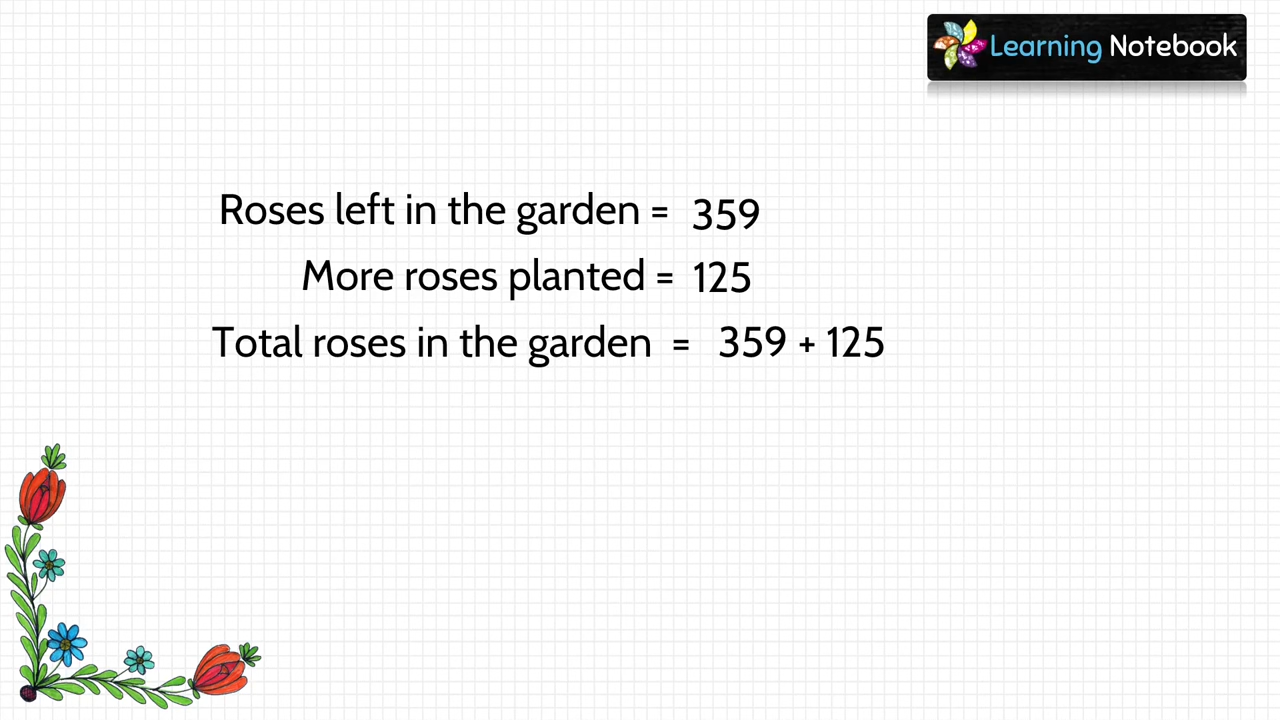 Learning Notebook
Roses left in the garden = 359
More roses planted = 125
Total roses in the garden = 359 + 125